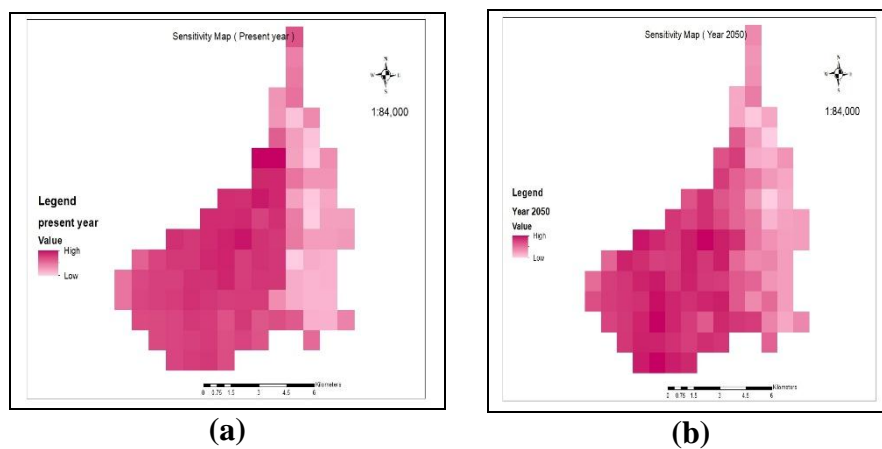 Sensitivity Map ( Present year)
N
W E
S
1:84,000
Legend
present year
Value
High
Low
Kilometers
0 0.75 1.5 3 4.5 6
(a)
Sensitivity Map (Year 2050)
N
W E
S
1:84,000
Legend
Year 2050
Value
High
Low
Kilometers
0 0.75 1.5 3 4.5 6
(b)